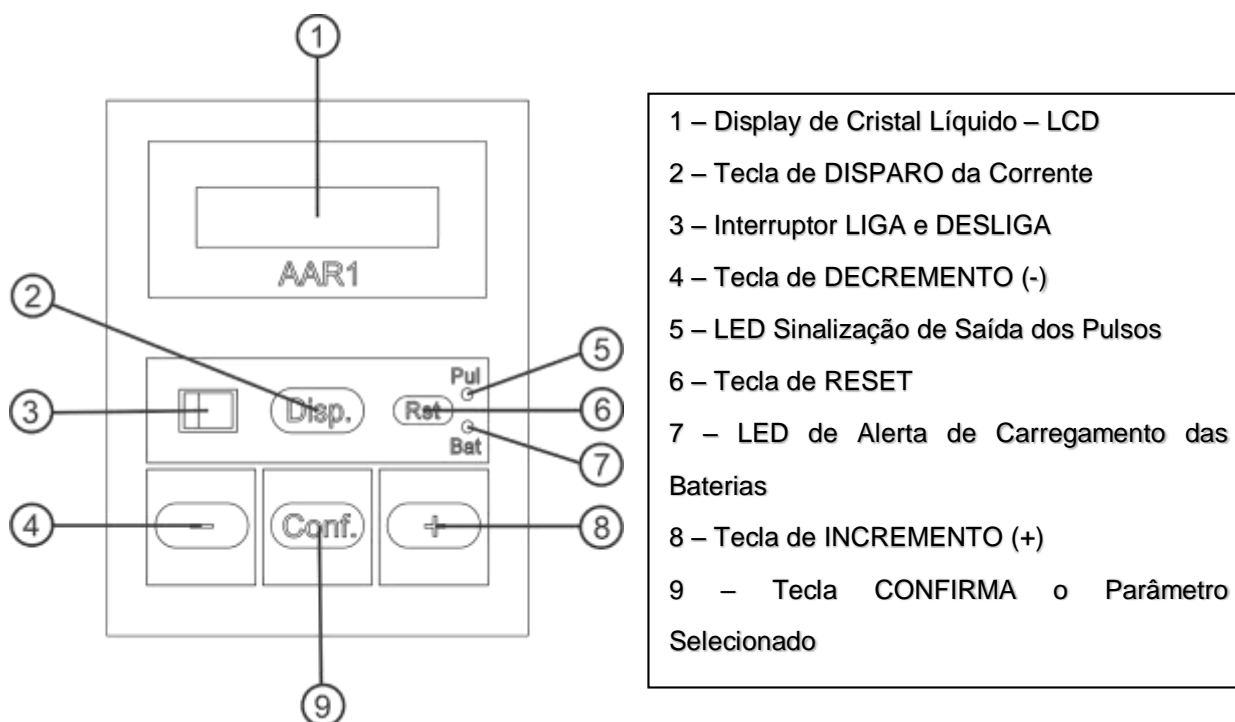 1
AAR1
2
5
Pul
3
Disp.
Rst
6
Bat
7
4
-
Conf.
+
8
9
1 – Display de Cristal Líquido – LCD
2 – Tecla de DISPARO da Corrente
3 – Interruptor LIGA e DESLIGA
4 – Tecla de DECREMENTO (-)
5 – LED Sinalização de Saída dos Pulsos
6 – Tecla de RESET
7 – LED de Alerta de Carregamento das
Baterias
8 – Tecla de INCREMENTO (+)
9 – Tecla CONFIRMA o Parâmetro
Selecionado